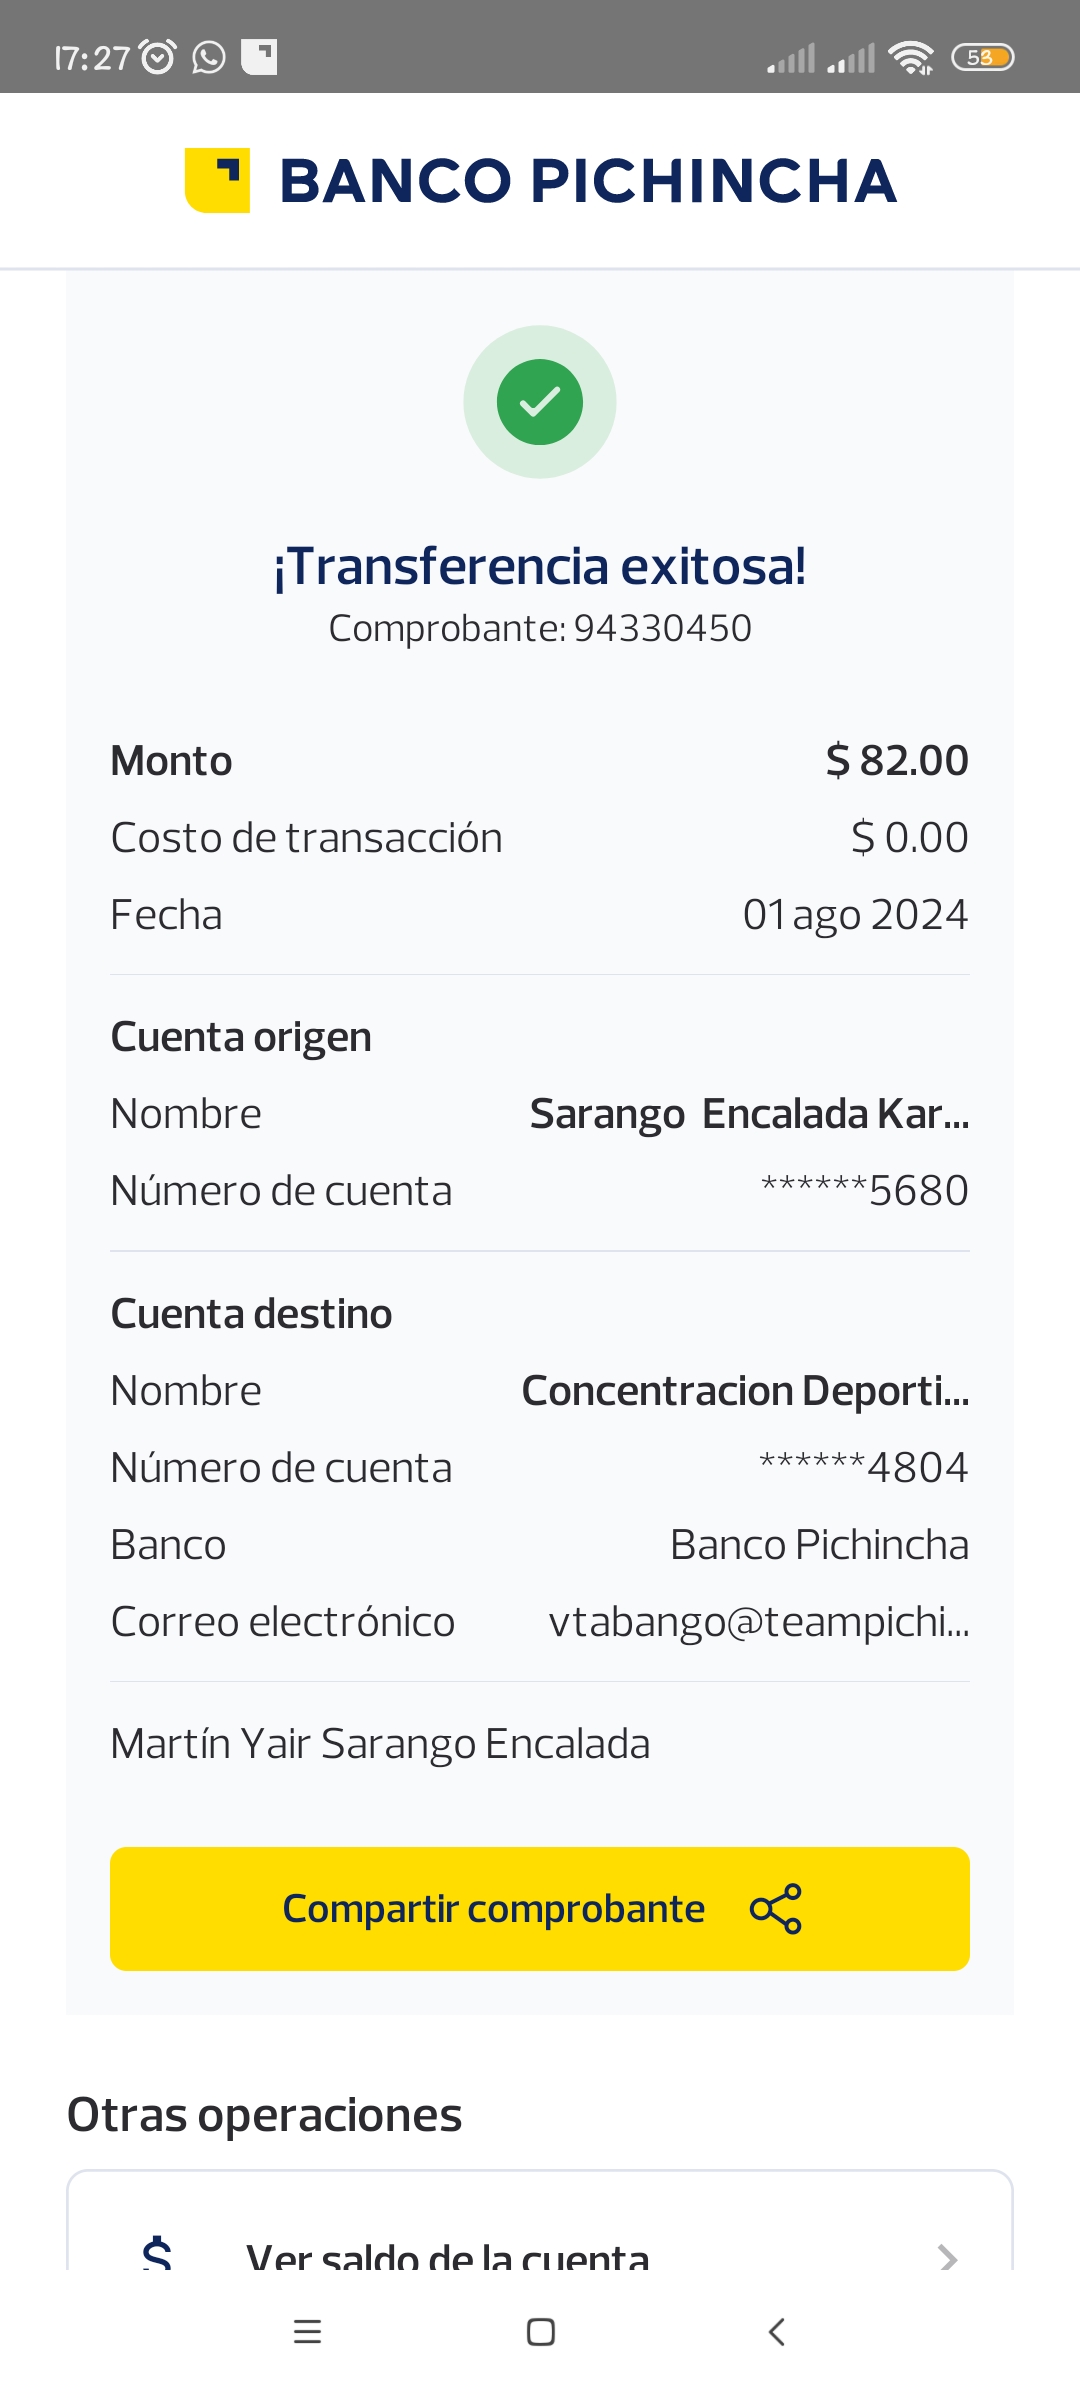 17:27
53
BANCO PICHINCHA
¡Transferencia exitosa!
Comprobante: 94330450
Monto $ 82.00
Costo de transacción $ 0.00
Fecha 01 ago 2024
Cuenta origen
Nombre Sarango Encalada Kar...
Número de cuenta ******5680
Cuenta destino
Nombre Concentracion Deporti...
Número de cuenta ******4804
Banco Banco Pichincha
Correo electrónico vtabango@teampichi...
Martín Yair Sarango Encalada
Compartir comprobante
Otras operaciones
$ Ver saldo de la cuenta